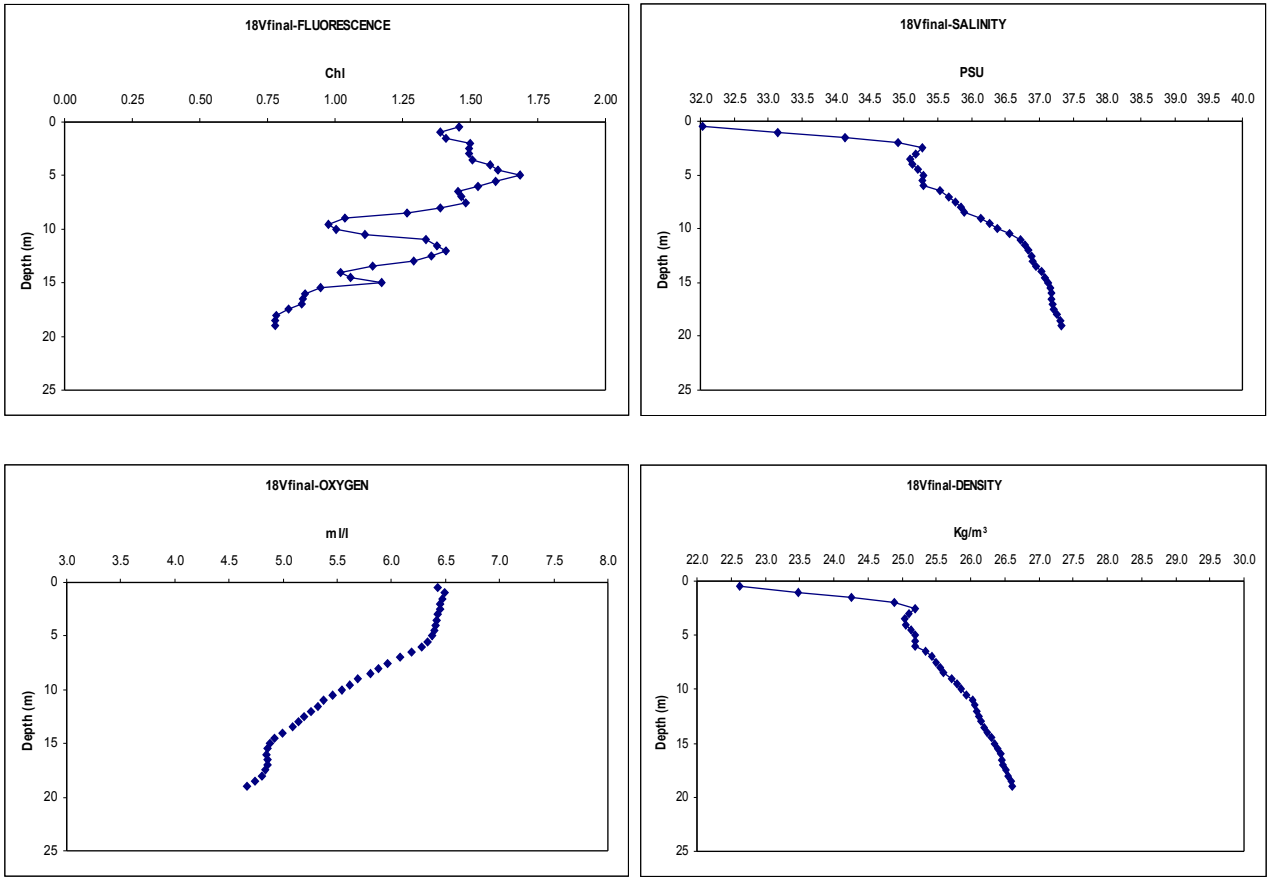 18Vfinal-FLUORESCENCE
Chl
0.00 0.25 0.50 0.75 1.00 1.25 1.50 1.75 2.00
0
5
10
15
20
25
Depth (m)
18Vfinal-SALINITY
PSU
32.0 32.5 33.0 33.5 34.0 34.5 35.0 35.5 36.0 36.5 37.0 37.5 38.0 38.5 39.0 39.5 40.0
0
5
10
15
20
25
Depth (m)
18Vfinal-OXYGEN
ml/l
3.0 3.5 4.0 4.5 5.0 5.5 6.0 6.5 7.0 7.5 8.0
0
5
10
15
20
25
Depth (m)
18Vfinal-DENSITY
Kg/m³
22.0 22.5 23.0 23.5 24.0 24.5 25.0 25.5 26.0 26.5 27.0 27.5 28.0 28.5 29.0 29.5 30.0
0
5
10
15
20
25
Depth (m)